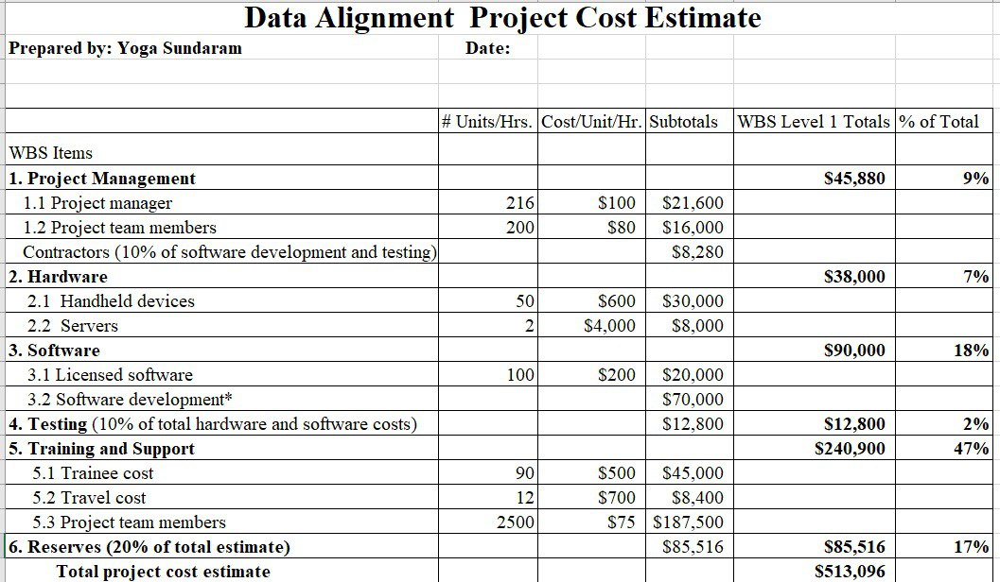 Data Alignment Project Cost Estimate
Prepared by: Yoga Sundaram Date:
# Units/Hrs. Cost/Unit/Hr. Subtotals WBS Level 1 Totals % of Total
WBS Items
1. Project Management $45,880 9%
1.1 Project manager 216 $100 $21,600
1.2 Project team members 200 $80 $16,000
Contractors (10% of software development and testing) $8,280
2. Hardware $38,000 7%
2.1 Handheld devices 50 $600 $30,000
2.2 Servers 2 $4,000 $8,000
3. Software $90,000 18%
3.1 Licensed software 100 $200 $20,000
3.2 Software development* $70,000
4. Testing (10% of total hardware and software costs) $12,800 $12,800 2%
5. Training and Support $240,900 47%
5.1 Trainee cost 90 $500 $45,000
5.2 Travel cost 12 $700 $8,400
5.3 Project team members 2500 $75 $187,500
6. Reserves (20% of total estimate) $85,516 $85,516 17%
Total project cost estimate $513,096